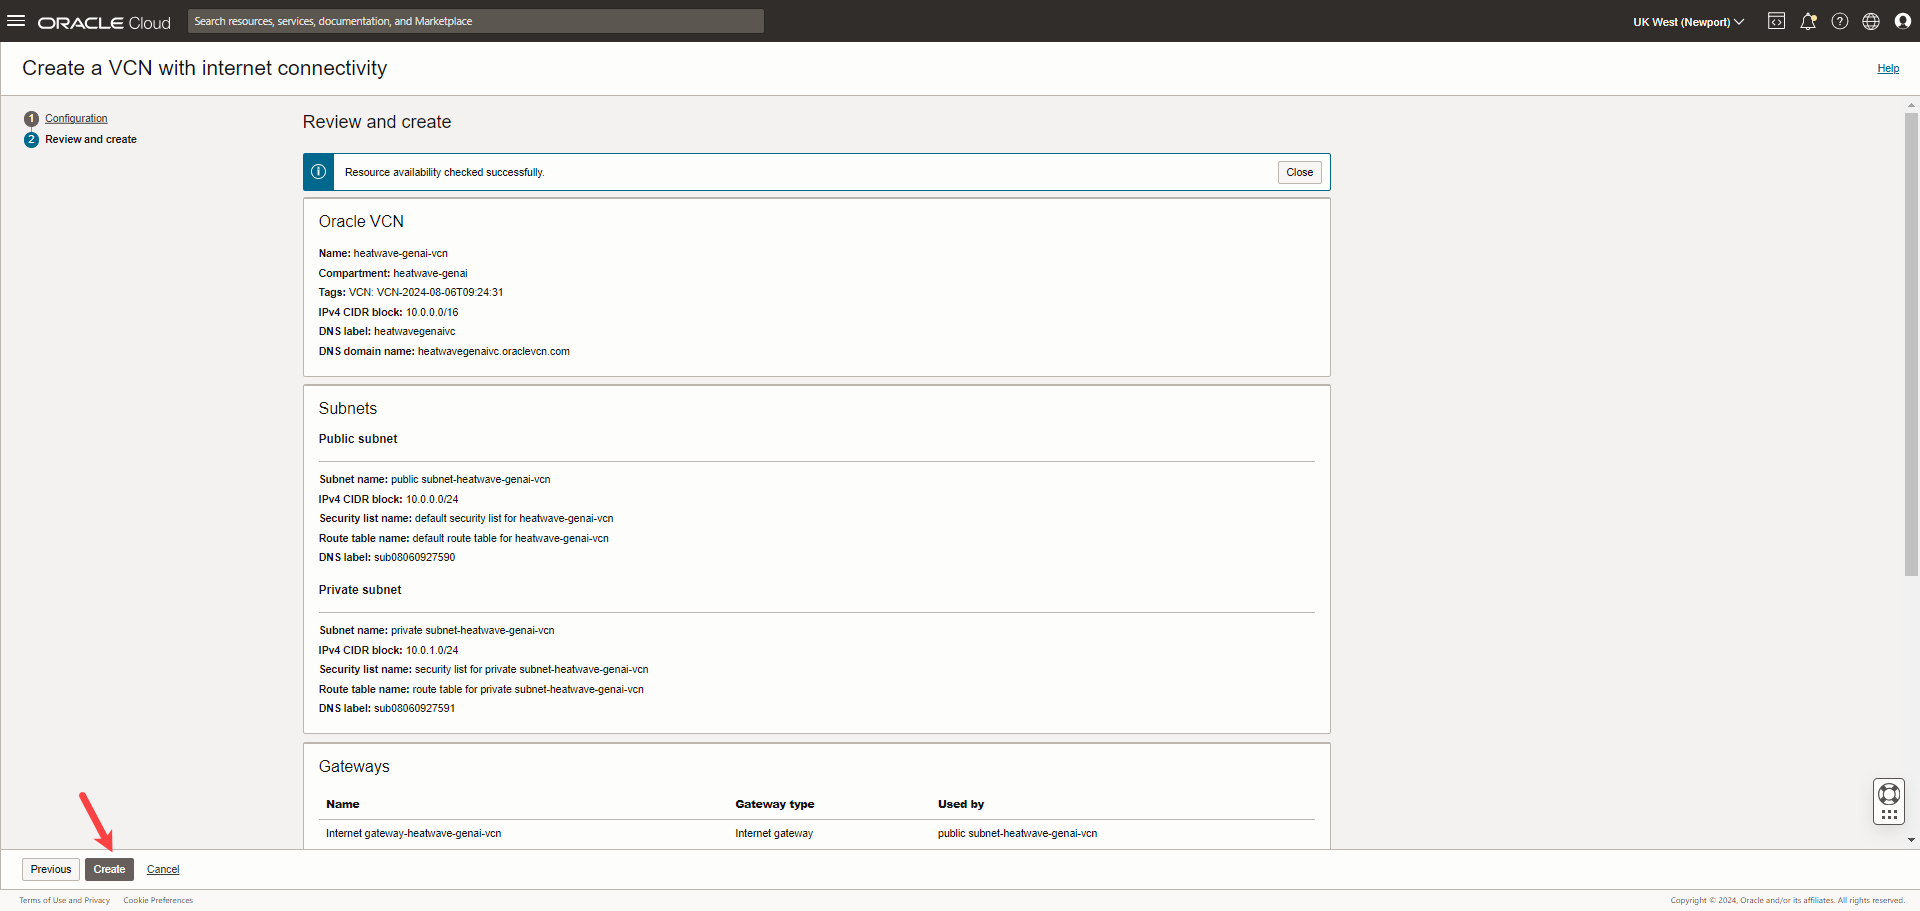 ORACLE Cloud
Search resources, services, documentation, and Marketplace
UK West (Newport)
Create a VCN with internet connectivity
Help
1 Configuration
2 Review and create
Review and create
Resource availability checked successfully.
Close
Oracle VCN
Name: heatwave-genai-vcn
Compartment: heatwave-genai
Tags: VCN: VCN-2024-08-06T09:24:31
IPv4 CIDR block: 10.0.0.0/16
DNS label: heatwavegenaivc
DNS domain name: heatwavegenaivc.oraclevcn.com
Subnets
Public subnet
Subnet name: public subnet-heatwave-genai-vcn
IPv4 CIDR block: 10.0.0.0/24
Security list name: default security list for heatwave-genai-vcn
Route table name: default route table for heatwave-genai-vcn
DNS label: sub08060927590
Private subnet
Subnet name: private subnet-heatwave-genai-vcn
IPv4 CIDR block: 10.0.1.0/24
Security list name: security list for private subnet-heatwave-genai-vcn
Route table name: route table for private subnet-heatwave-genai-vcn
DNS label: sub08060927591
Gateways
Name Gateway type Used by
Internet gateway-heatwave-genai-vcn Internet gateway public subnet-heatwave-genai-vcn
Previous Create Cancel
Terms of Use and Privacy Cookie Preferences
Copyright © 2024, Oracle and/or its affiliates. All rights reserved.